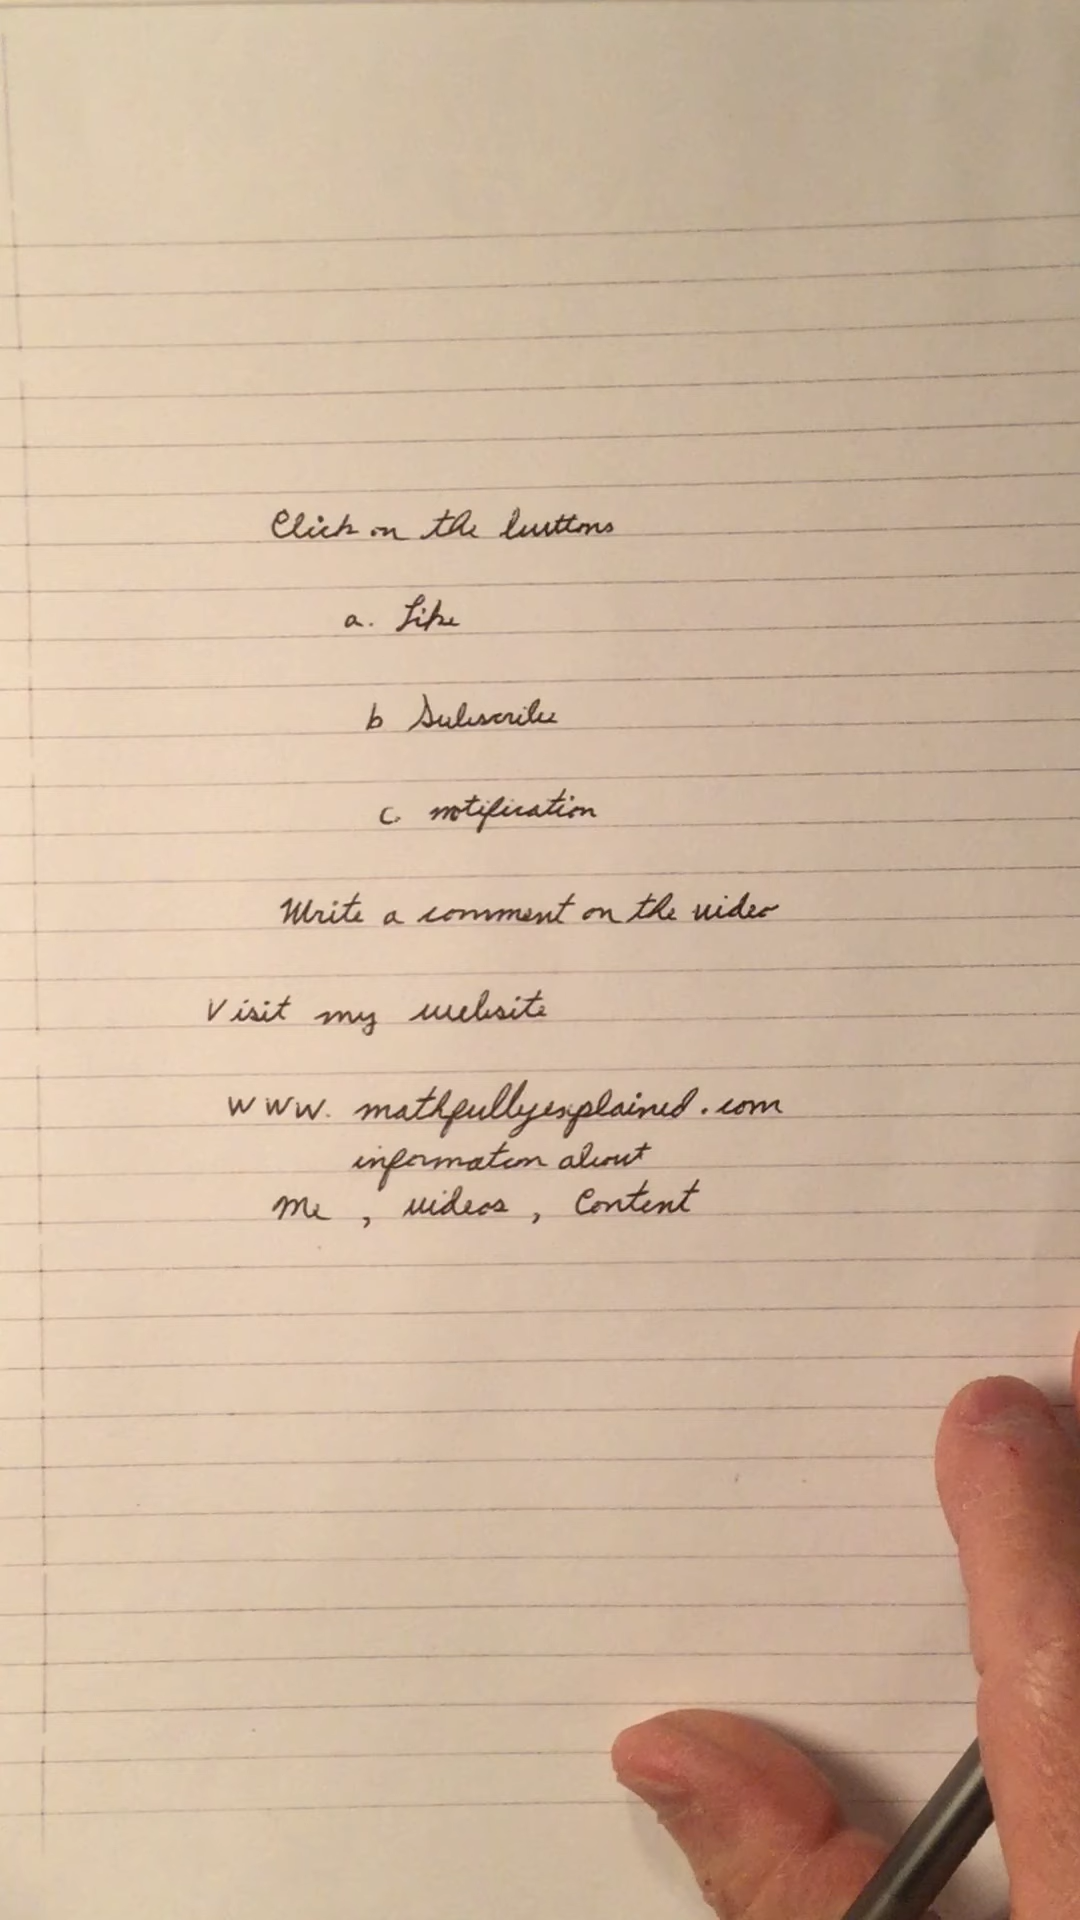 Click on the buttons
a. Like
b Subscribe
c. notification
Write a comment on the video
Visit my website
www. mathfullyexplained.com
information about
Me , videos , Content